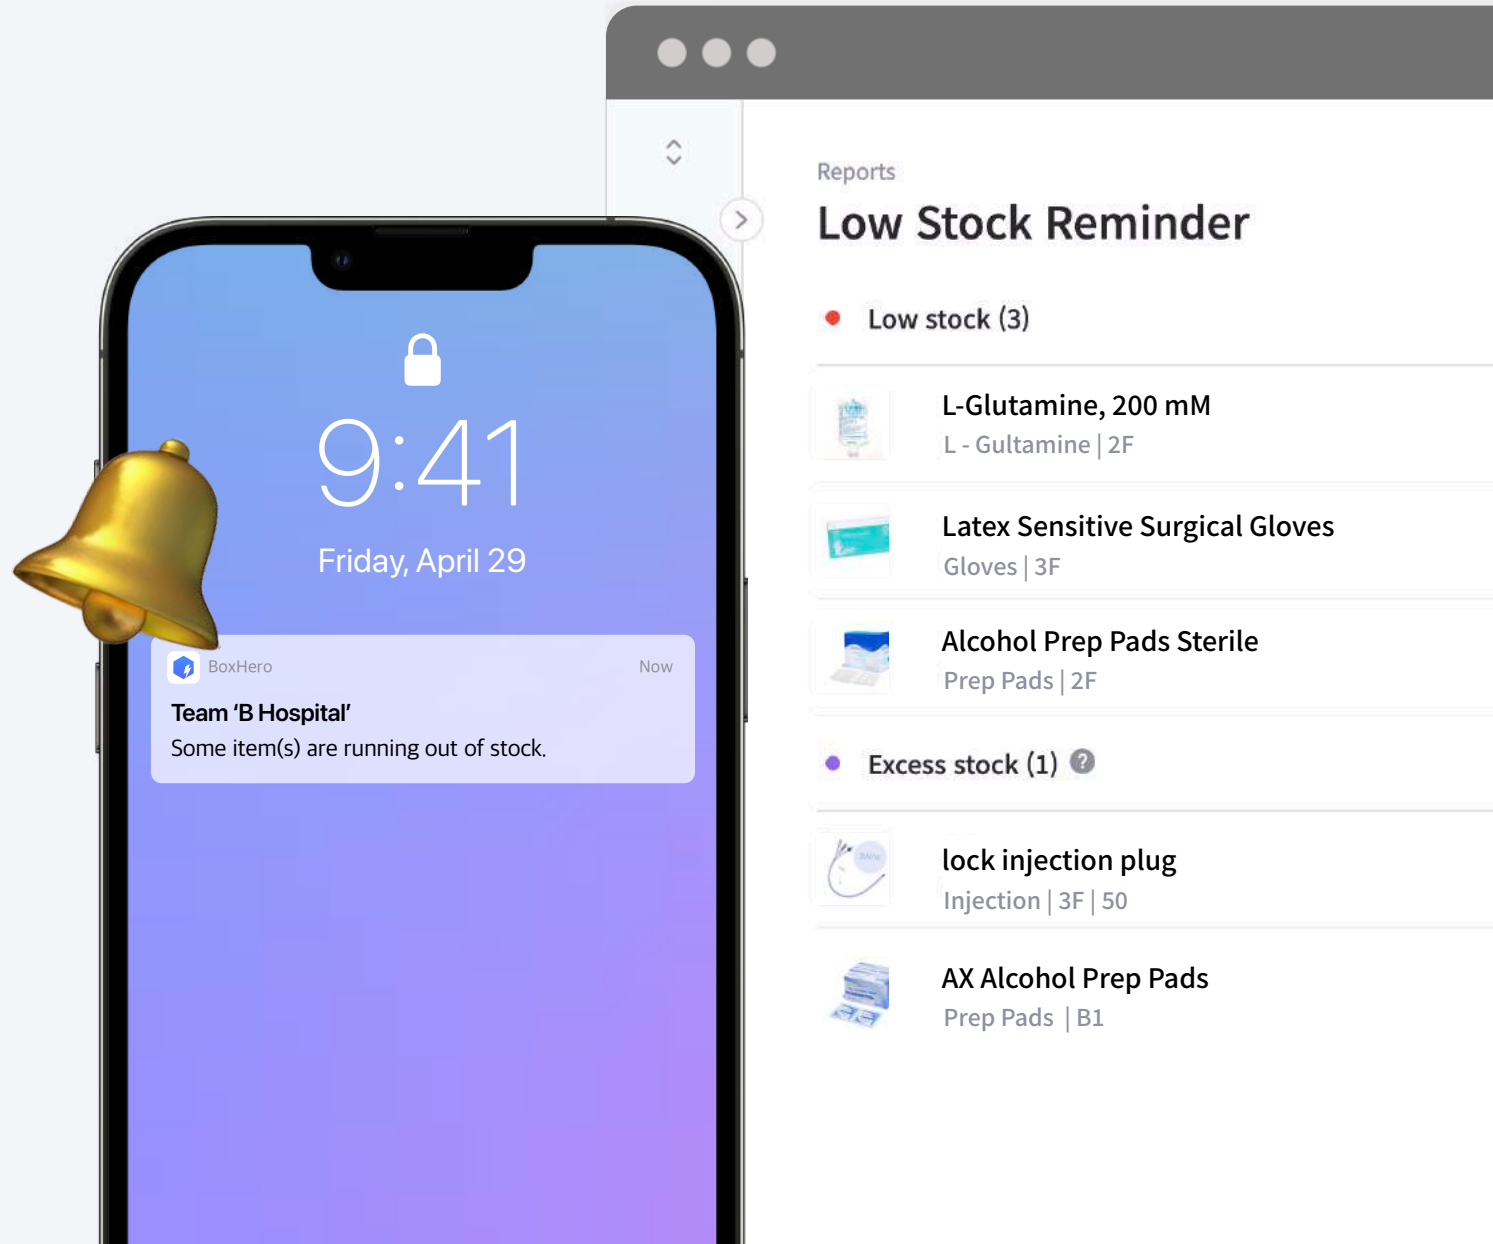 Reports
Low Stock Reminder
Low stock (3)
L-Glutamine, 200 mM
L - Gultamine | 2F
Latex Sensitive Surgical Gloves
Gloves | 3F
Alcohol Prep Pads Sterile
Prep Pads | 2F
Excess stock (1) ?
lock injection plug
Injection | 3F | 50
AX Alcohol Prep Pads
Prep Pads | B1
9:41
Friday, April 29
BoxHero Now
Team ‘B Hospital’
Some item(s) are running out of stock.